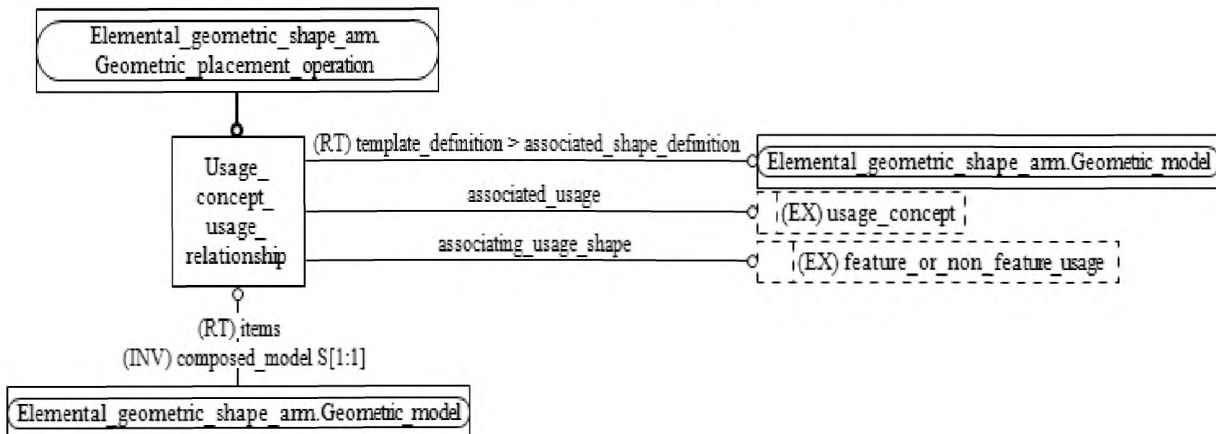 Elemental_geometric_shape_arm.
Geometric_placement_operation
(RT) template_definition > associated_shape_definition
Elemental_geometric_shape_arm.Geometric_model
Usage_
concept_
usage_
relationship
associated_usage
(EX) usage_concept
associating_usage_shape
(EX) feature_or_non_feature_usage
(RT) items
(INV) composed_model S[1:1]
Elemental_geometric_shape_arm.Geometric_model